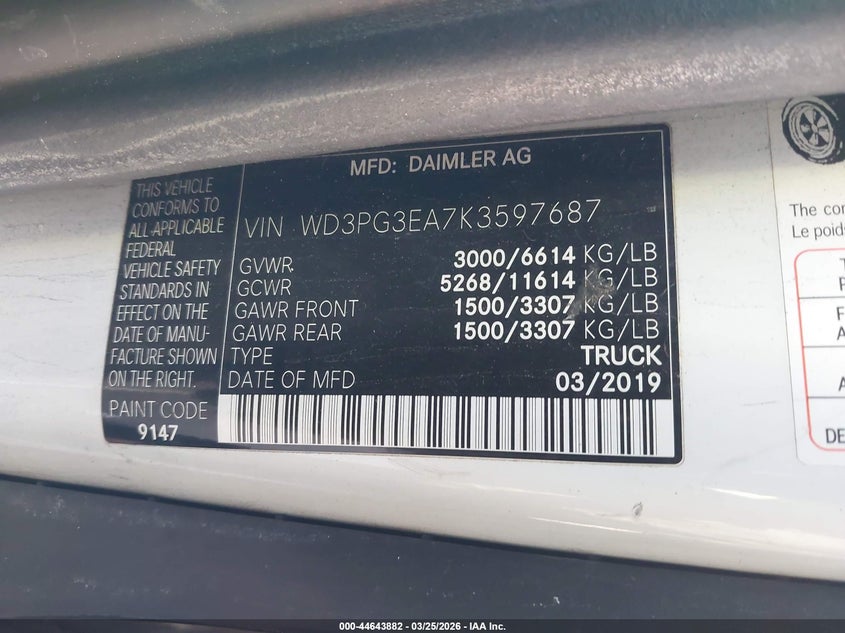 MFD: DAIMLER AG
THIS VEHICLE
CONFORMS TO
ALL APPLICABLE
FEDERAL
VEHICLE SAFETY
STANDARDS IN
EFFECT ON THE
DATE OF MANU-
FACTURE SHOWN
ON THE RIGHT.
PAINT CODE
9147
VIN WD3PG3EA7K3597687
GVWR 3000/6614 KG/LB
GCWR 5268/11614 KG/LB
GAWR FRONT 1500/3307 KG/LB
GAWR REAR 1500/3307 KG/LB
TYPE TRUCK
DATE OF MFD 03/2019
The
Le
000-44643882 - 03/25/2026 - IAA Inc.